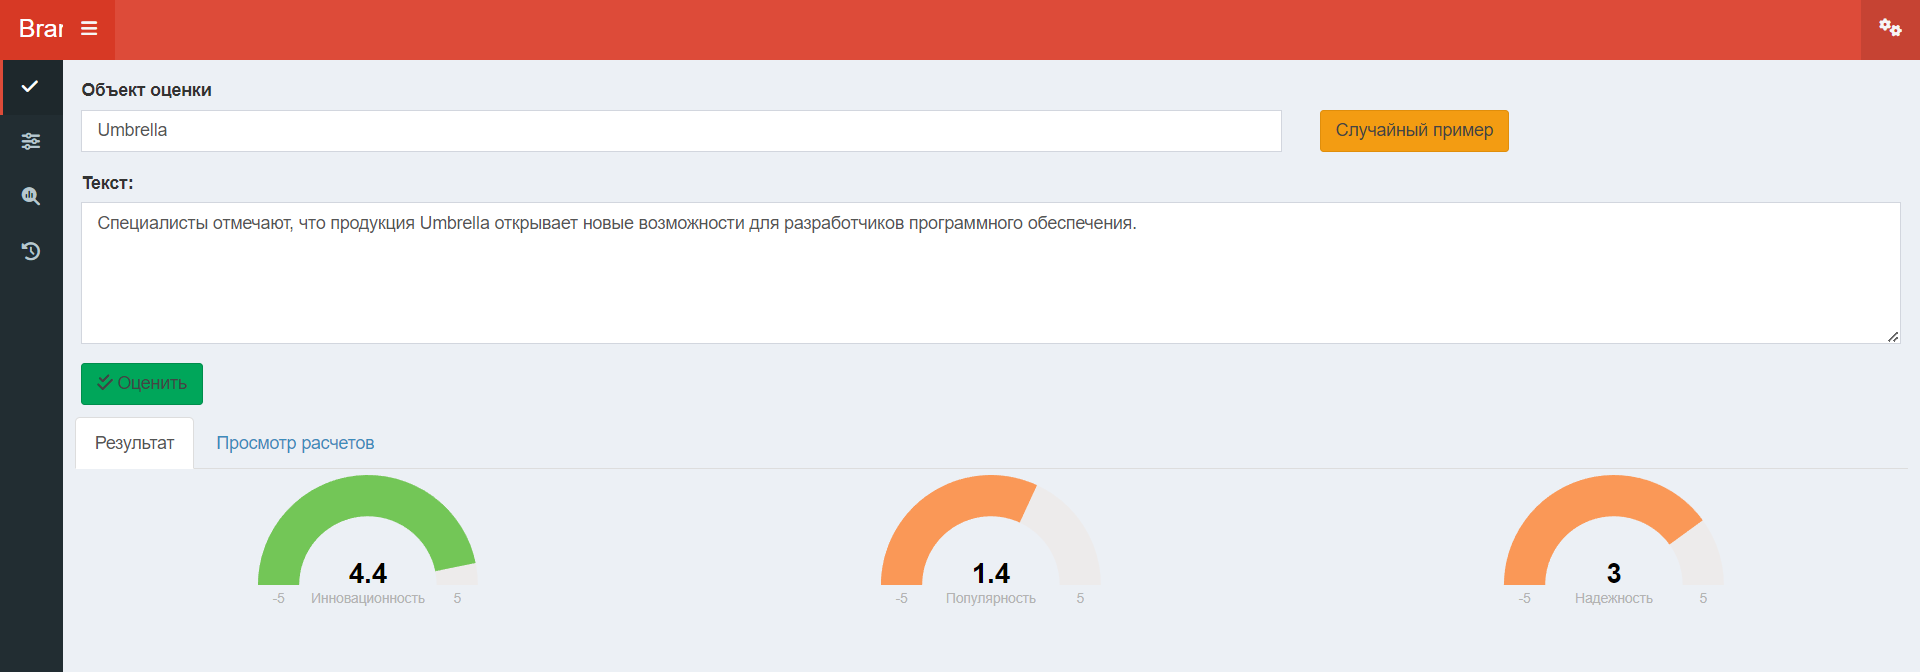 Bran
Объект оценки
Umbrella
Случайный пример
Текст:
Специалисты отмечают, что продукция Umbrella открывает новые возможности для разработчиков программного обеспечения.
Оценить
Результат Просмотр расчетов
4.4 1.4 3
-5 Инновационность 5 -5 Популярность 5 -5 Надежность 5